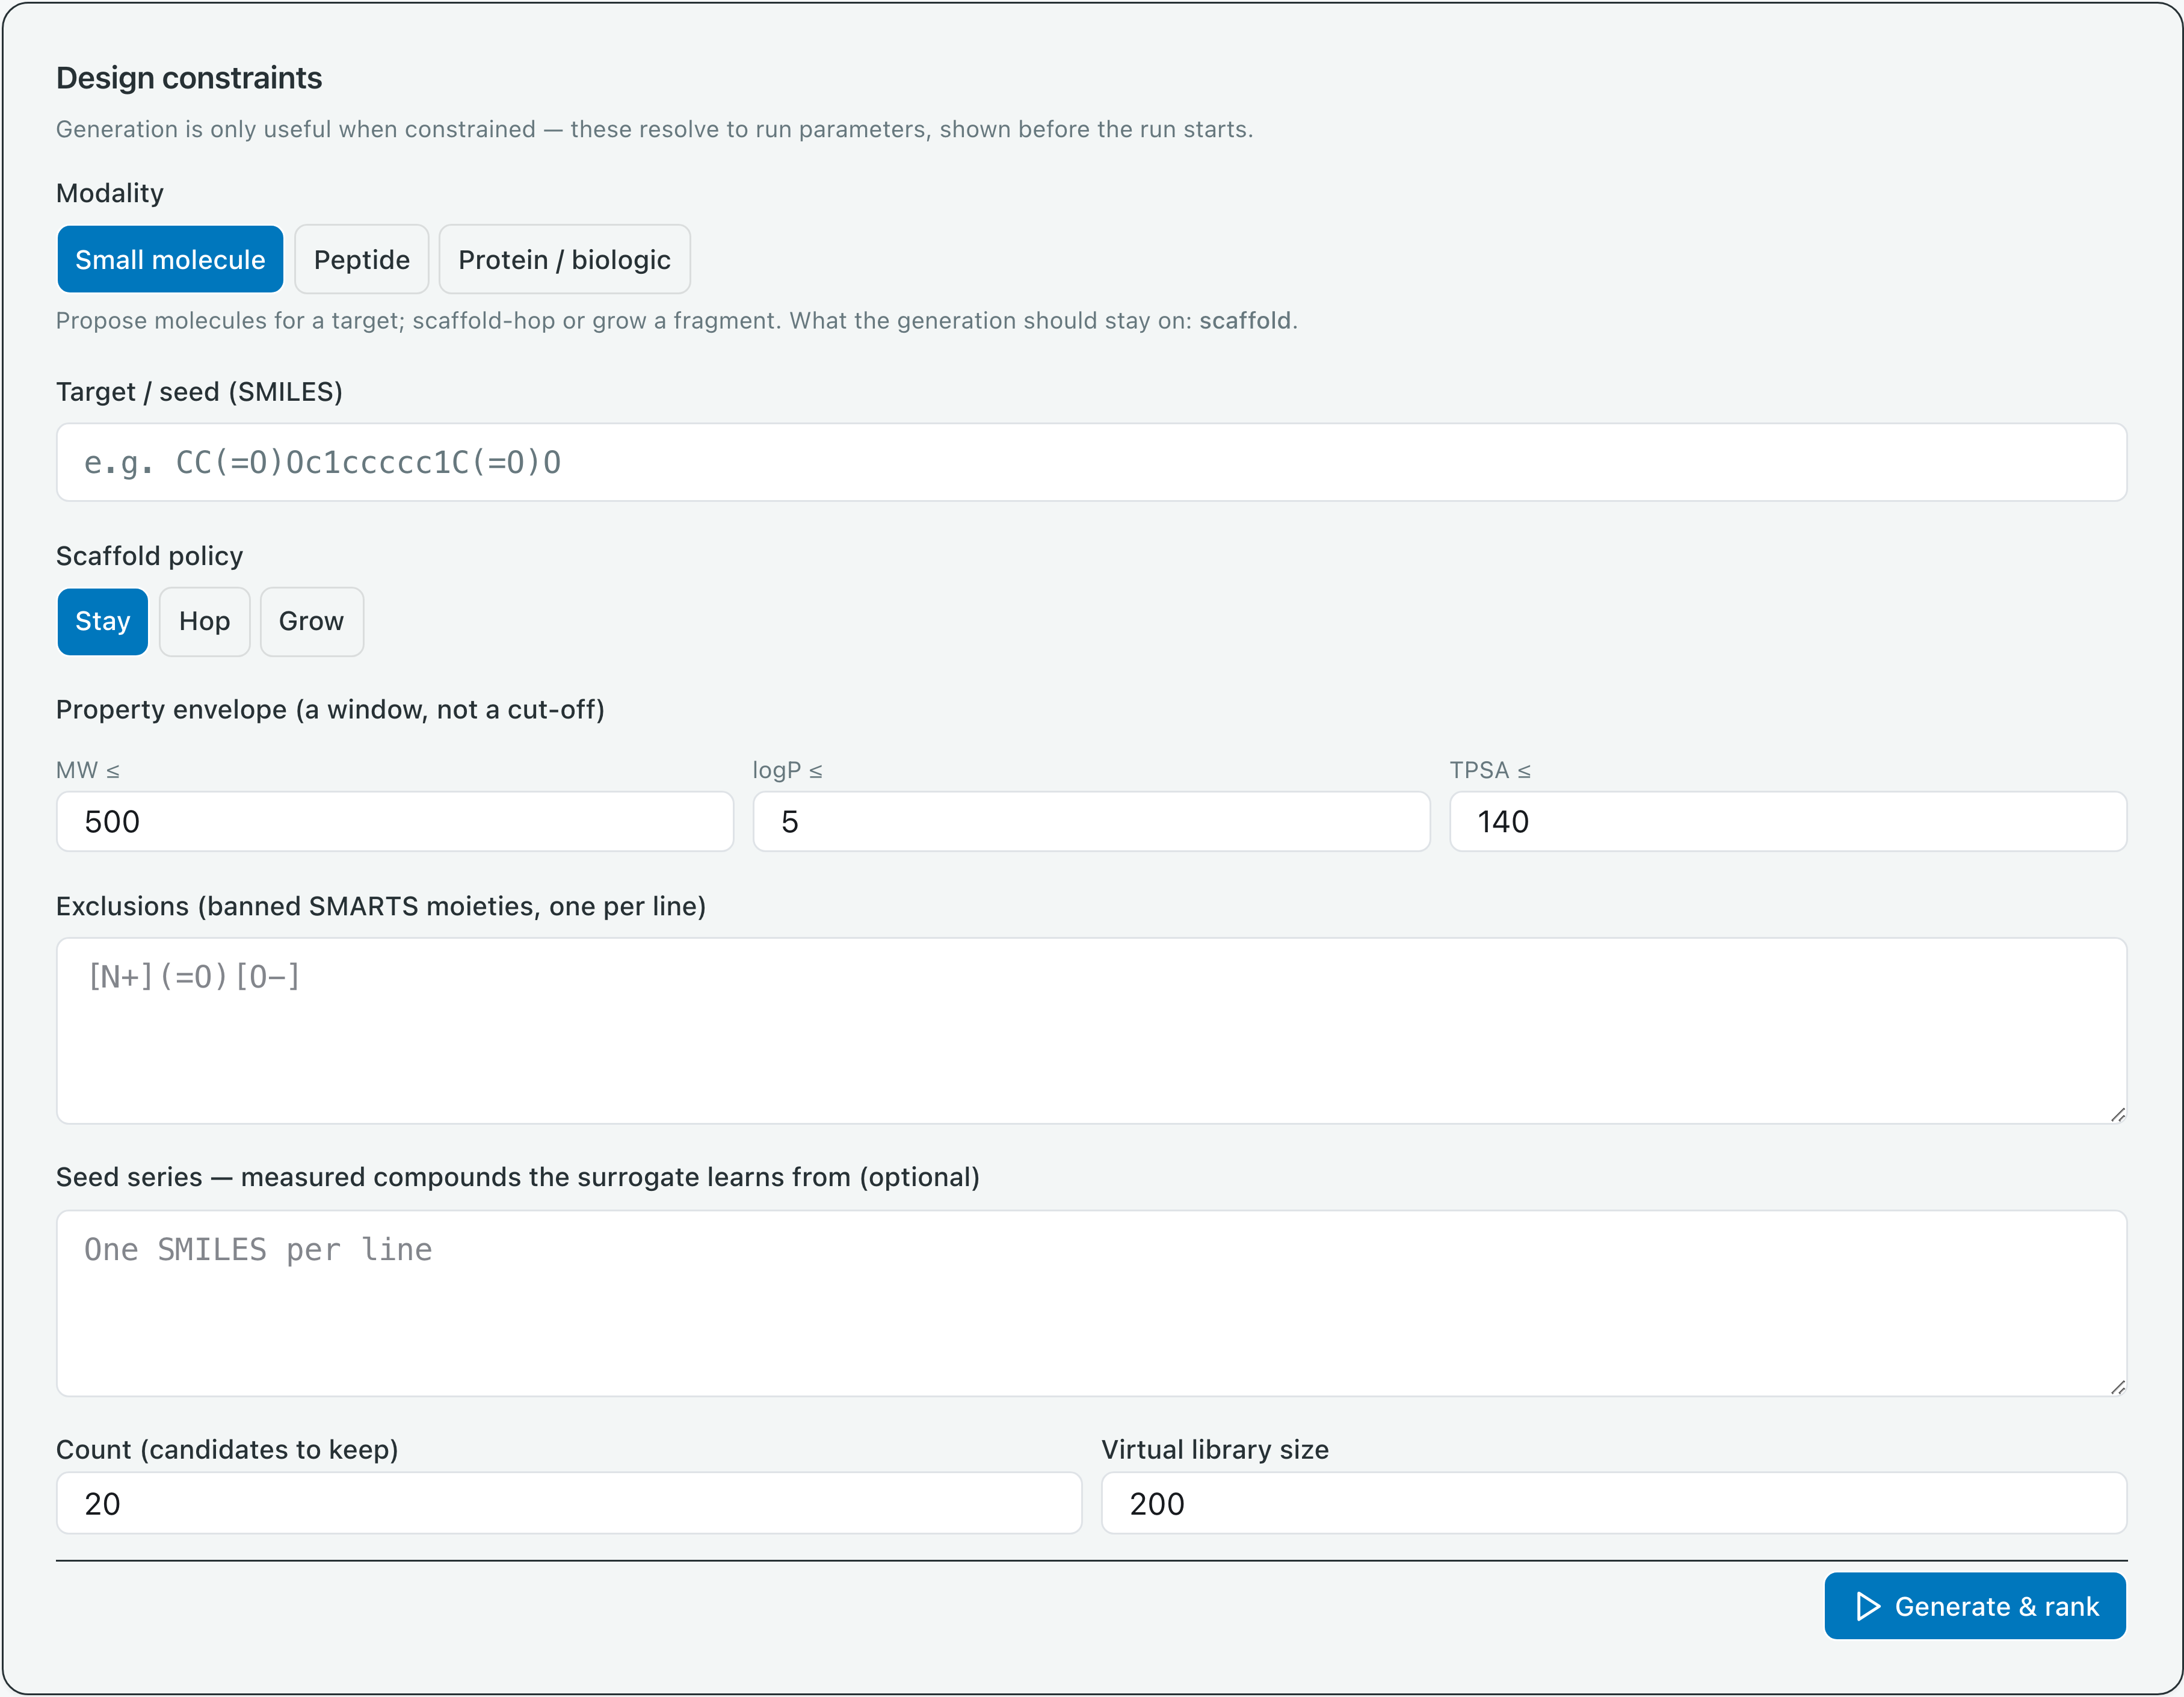 Design constraints
Generation is only useful when constrained — these resolve to run parameters, shown before the run starts.
Modality
Small molecule
Peptide
Protein / biologic
Propose molecules for a target; scaffold-hop or grow a fragment. What the generation should stay on: scaffold.
Target / seed (SMILES)
e.g. CC(=O)Oc1ccccc1C(=O)O
Scaffold policy
Stay
Hop
Grow
Property envelope (a window, not a cut-off)
MW ≤
logP ≤
TPSA ≤
500
5
140
Exclusions (banned SMARTS moieties, one per line)
[N+](=O)[O-]
Seed series — measured compounds the surrogate learns from (optional)
One SMILES per line
Count (candidates to keep)
Virtual library size
20
200
Generate & rank